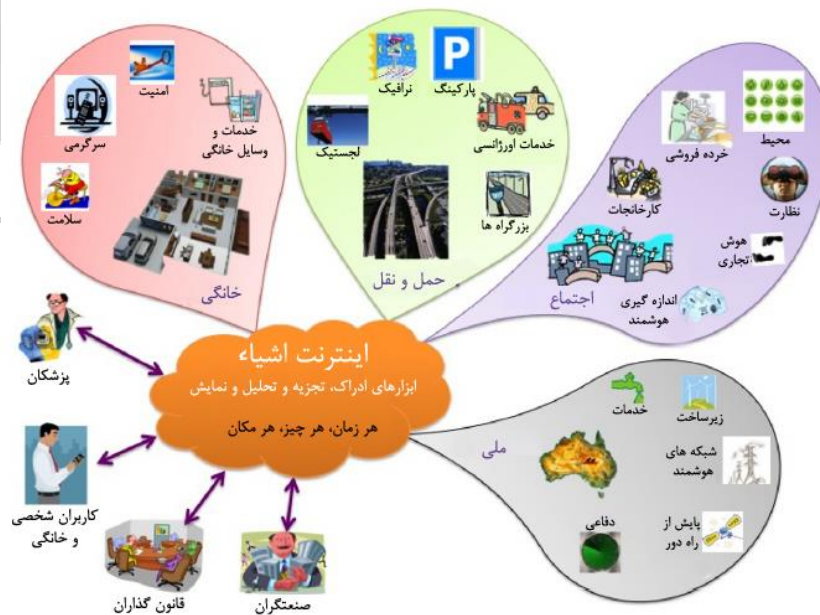 امنیت
سرگرمی
خدمات و
وسایل خانگی
سلامت
خانگی
ترافیک
P
پارکینگ
لجستیک
خدمات اورژانسی
بزرگراه ها
و حمل و نقل
محیط
خرده فروشی
نظارت
کارخانجات
هوش
تجاری
اندازه گیری
هوشمند
اجتماع
اینترنت اشیاء
ابزارهای ادراک، تجزیه و تحلیل و نمایش
هر زمان، هر چیز، هر مکان
خدمات
زیرساخت
ملی
شبکه های
هوشمند
دفاعی
پایش از
راه دور
پزشکان
کاربران شخصی
و خانگی
قانون گذاران
صنعتگران